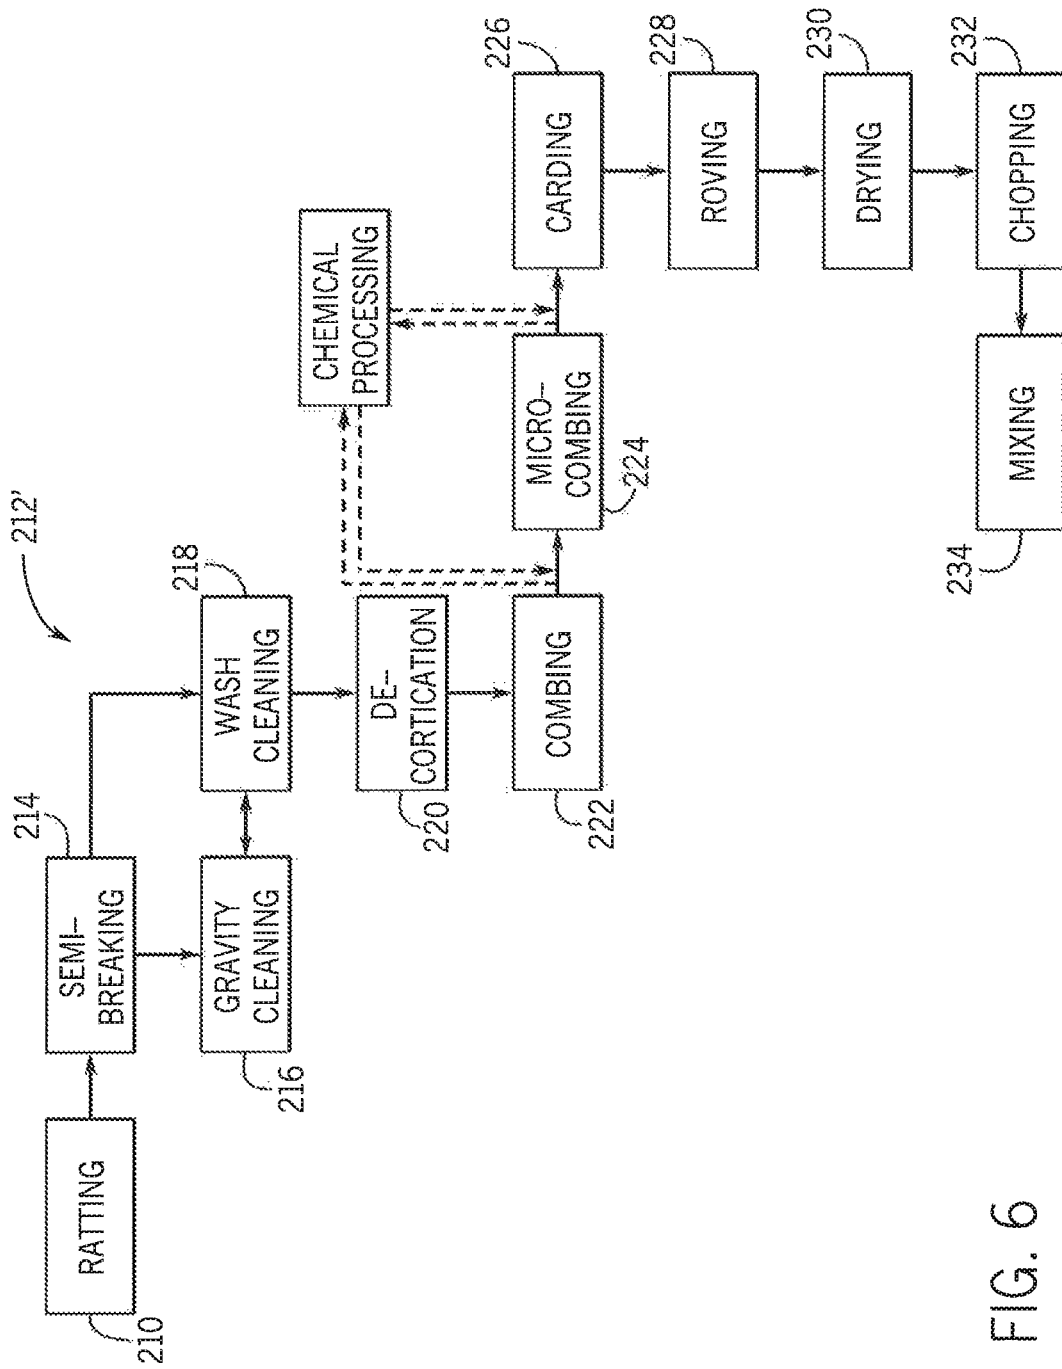 212'
210
RATTING
214
SEMI–
BREAKING
216
GRAVITY
CLEANING
218
WASH
CLEANING
220
DE–
CORTICATION
222
COMBING
CHEMICAL
PROCESSING
224
MICRO–
COMBING
226
CARDING
228
ROVING
230
DRYING
232
CHOPPING
234
MIXING
FIG. 6